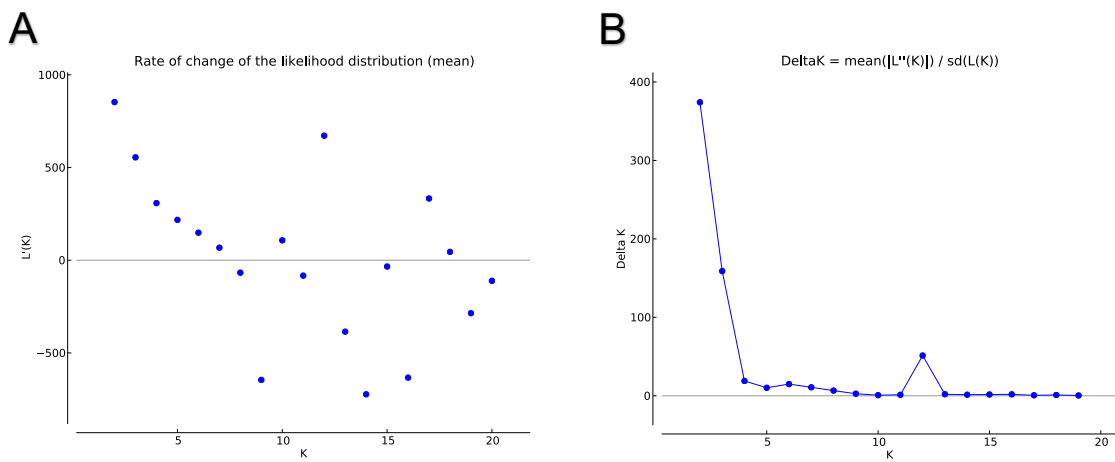 A
Rate of change of the likelihood distribution (mean)
1000
500
0
−500
L'(K)
5
10
15
20
K
B
DeltaK = mean(|L''(K)|) / sd(L(K))
400
300
200
100
0
Delta K
5
10
15
20
K